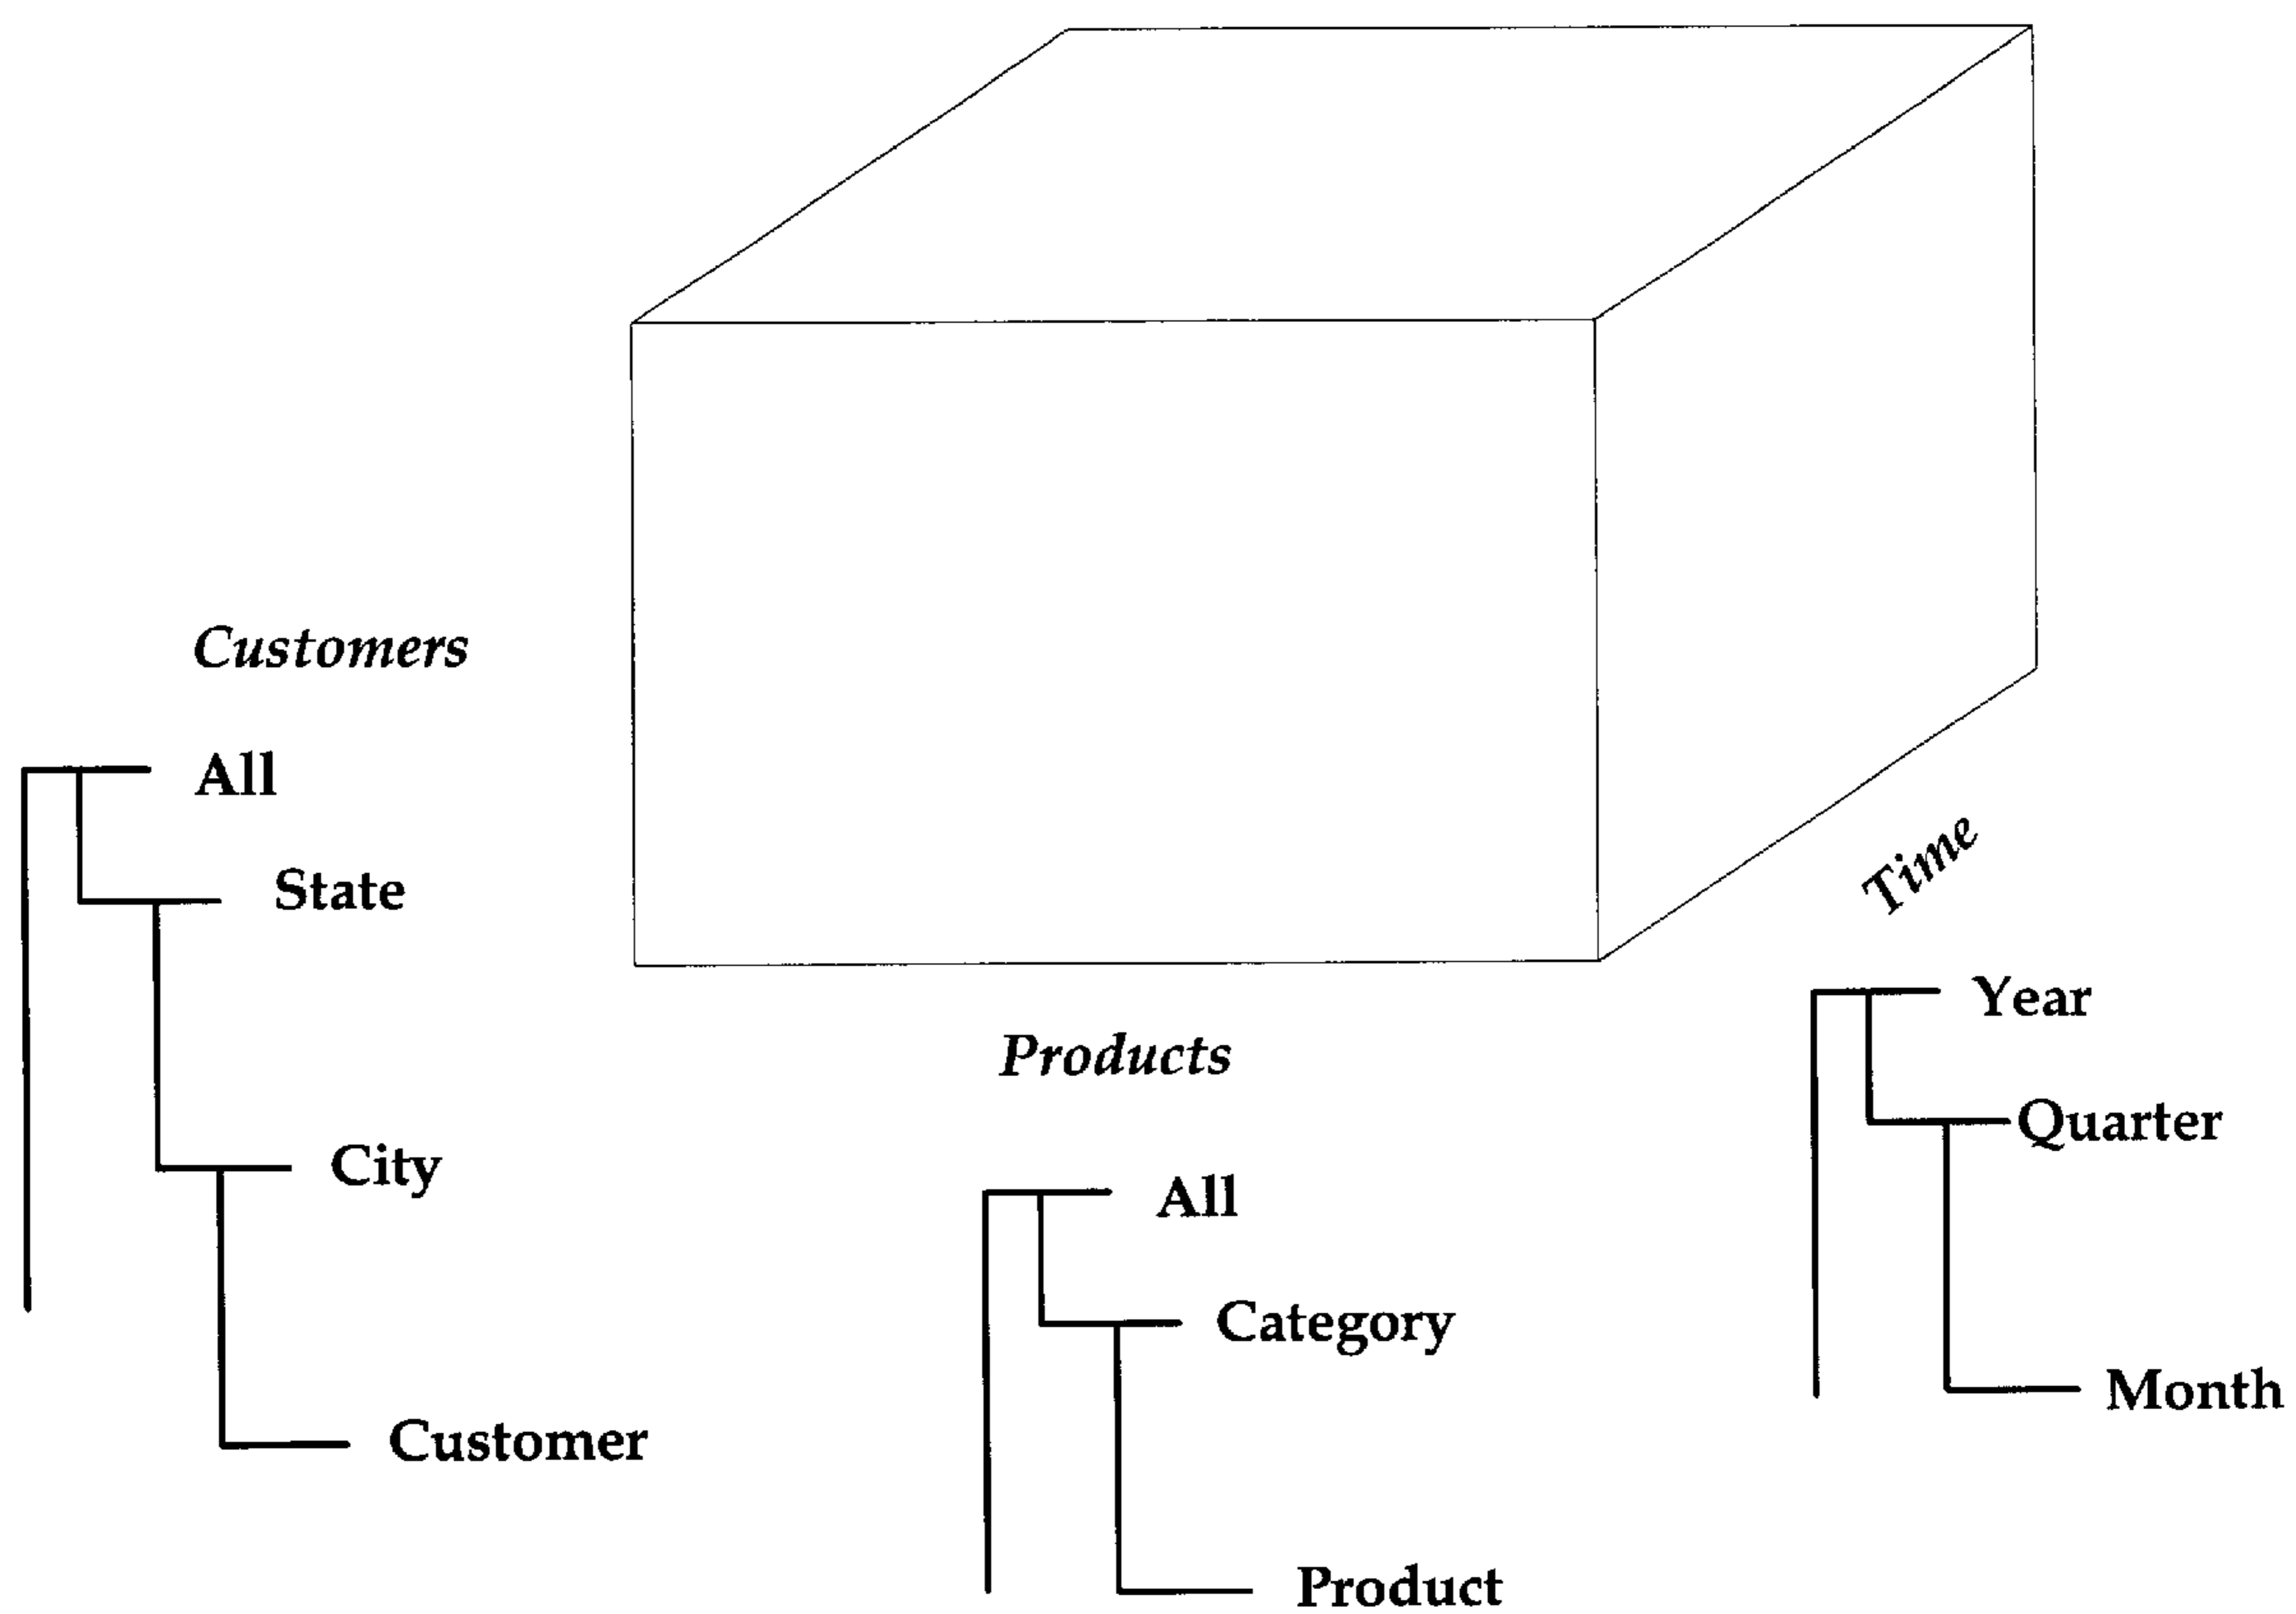 Customers
All
State
City
Customer
Products
All
Category
Product
Time
Year
Quarter
Month